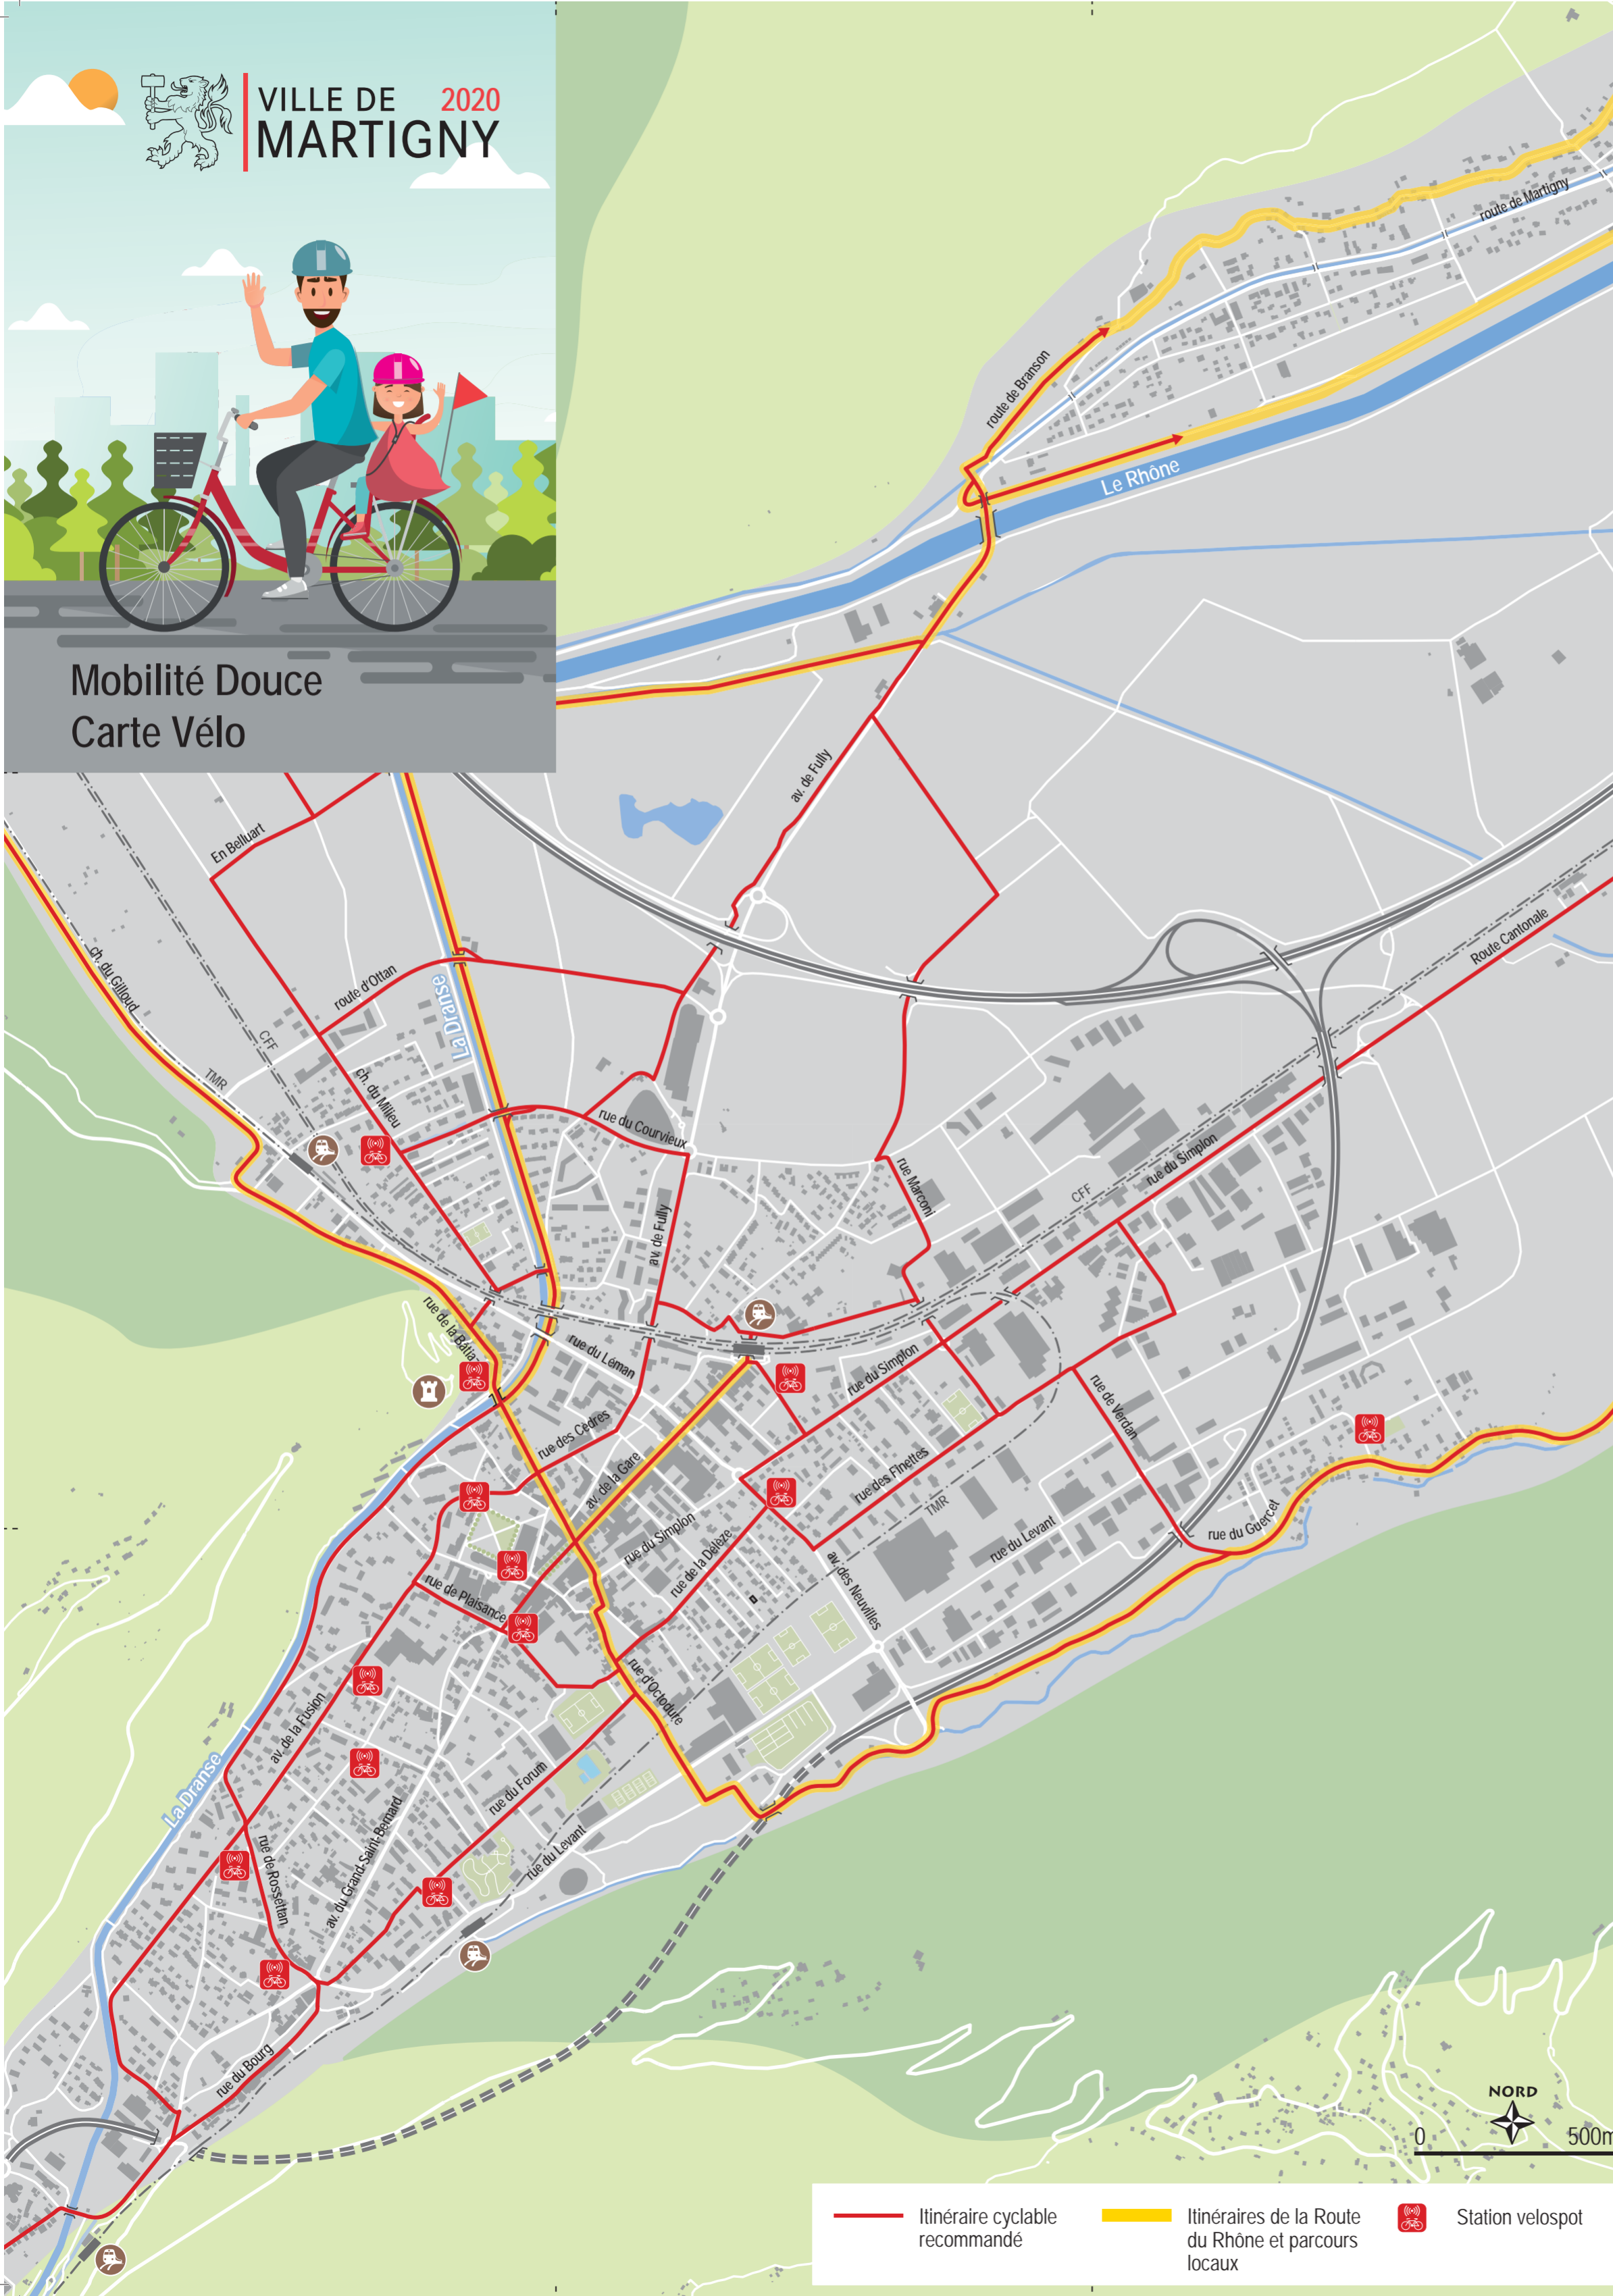 VILLE DE 2020
MARTIGNY
Mobilité Douce
Carte Vélo
route de Martigny
route de Branson
Le Rhône
av. de Fully
En Belluart
Route Cantonale
ch. du Gilloud
route d'Ottan
La Dranse
CFF
TMR
ch. du Milieu
rue du Courvieux
rue Marconi
rue du Simplon
CFF
av. de Fully
rue de la Bâtiaz
rue du Léman
rue du Simplon
rue de Verdan
rue des Cèdres
av. de la Gare
rue des Finettes
TMR
rue du Guercet
rue du Simplon
rue de la Délèze
rue du Levant
av. des Neuvilles
rue de Plaisance
rue d'Octodure
av. de la Fusion
La Dranse
rue du Forum
rue de Rossettan
av. du Grand-Saint-Bernard
rue du Levant
rue du Bourg
NORD
0 500m
Itinéraire cyclable
recommandé
Itinéraires de la Route
du Rhône et parcours
locaux
Station velospot